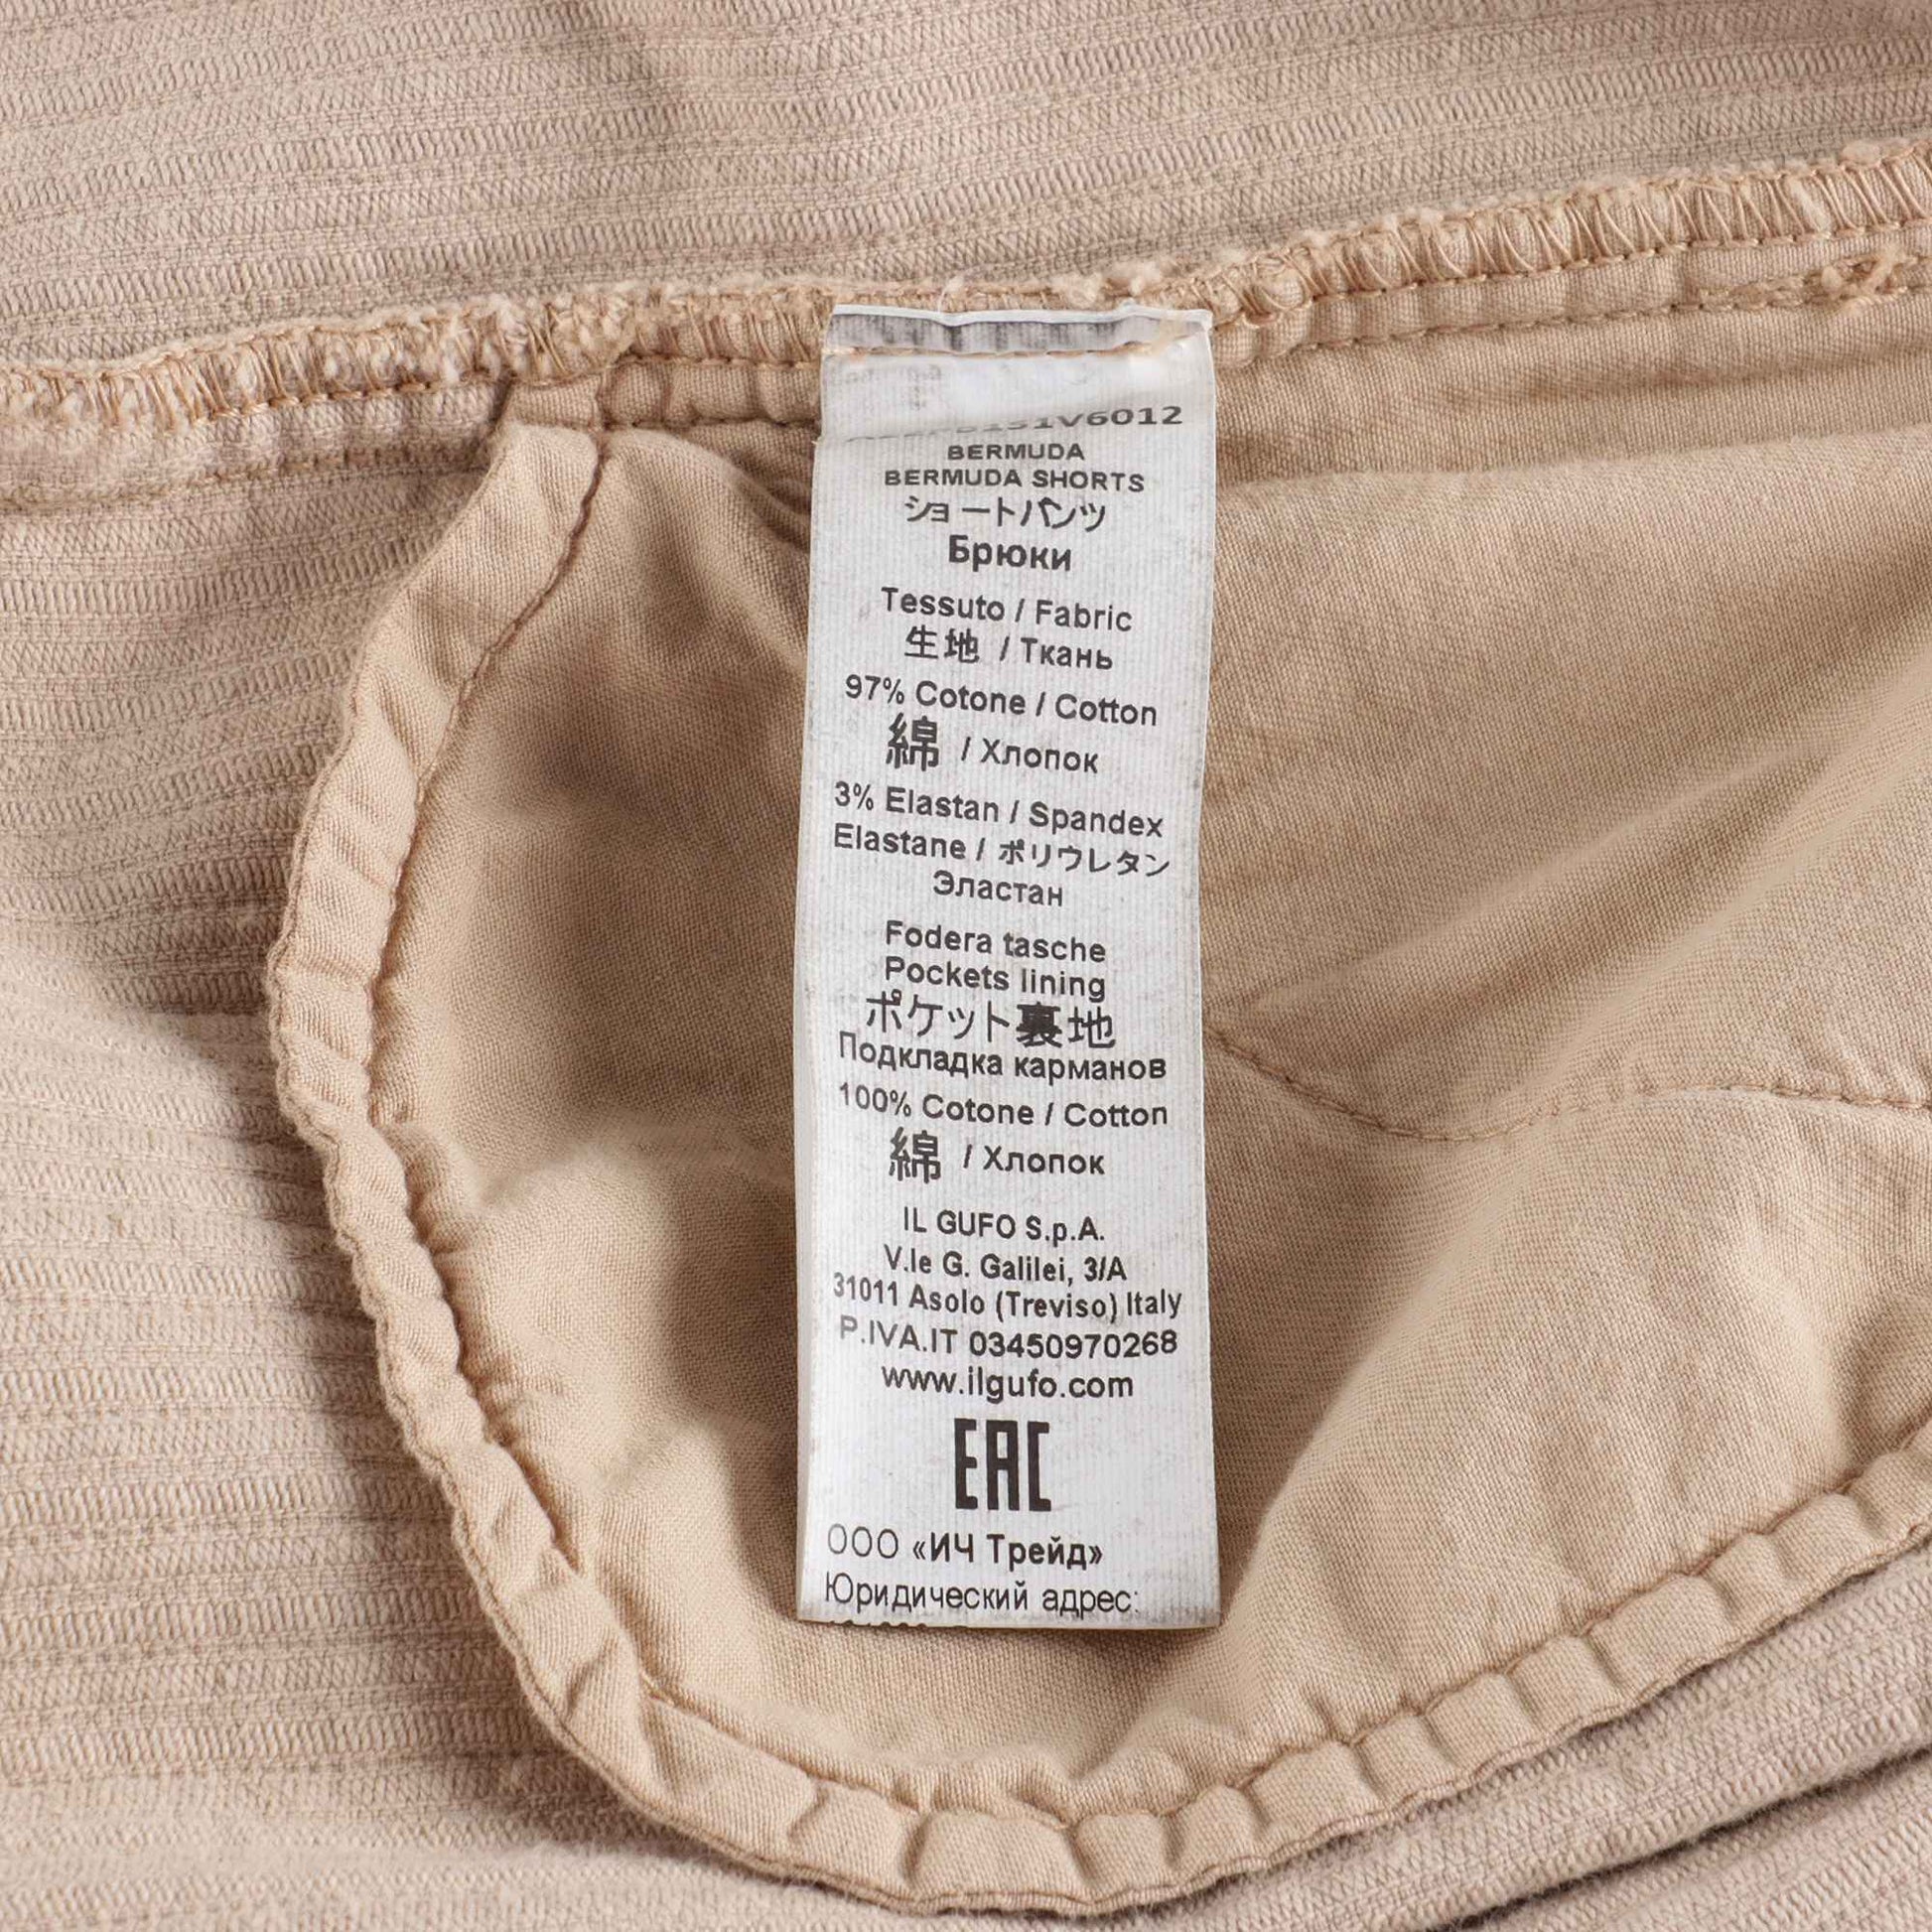 BERMUDA
BERMUDA SHORTS
ショートパンツ
Брюки
Tessuto / Fabric
生地 / Ткань
97% Cotone / Cotton
綿 / Хлопок
3% Elastan / Spandex
Elastane / ポリウレタン
Эластан
Fodera tasche
Pockets lining
ポケット裏地
Подкладка карманов
100% Cotone / Cotton
綿 / Хлопок
IL GUFO S.p.A.
V.le G. Galilei, 3/A
31011 Asolo (Treviso) Italy
P.IVA.IT 03450970268
www.ilgufo.com
EAC
ООО «ИЧ Трейд»
Юридический адрес: